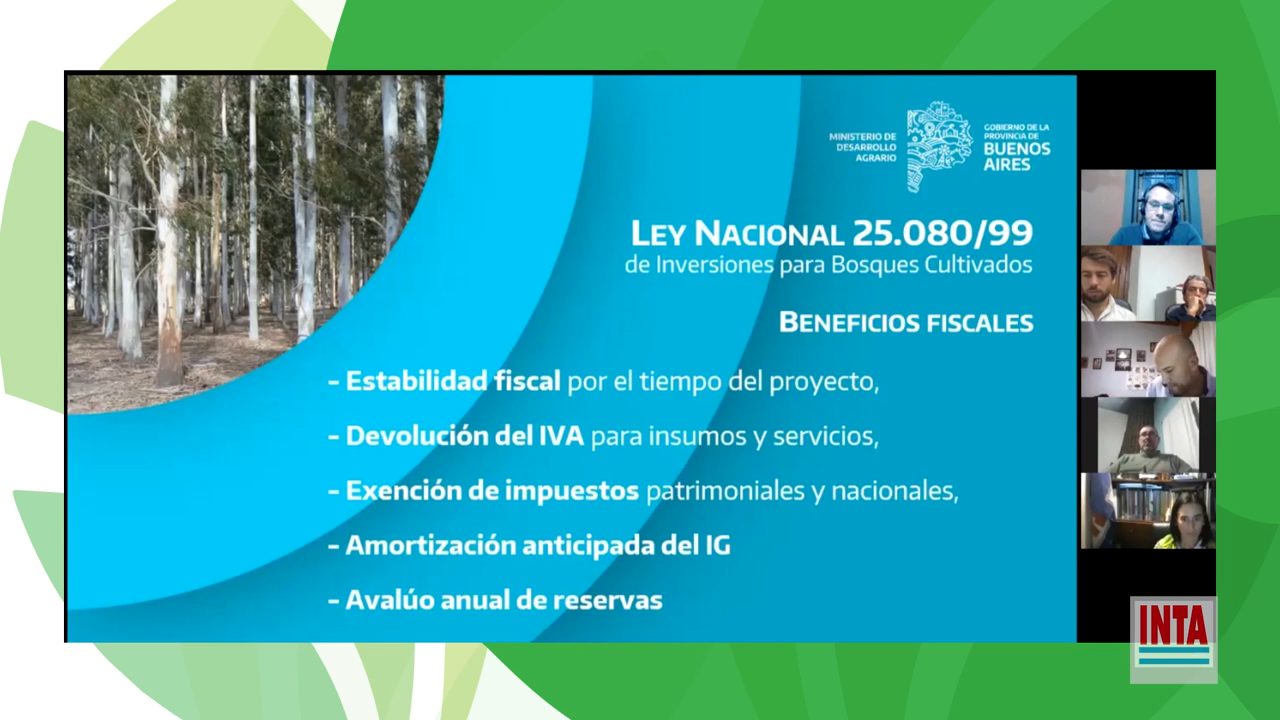 MINISTERIO DE
DESARROLLO
AGRARIO
GOBIERNO DE LA
PROVINCIA DE
BUENOS
AIRES
LEY NACIONAL 25.080/99
de Inversiones para Bosques Cultivados
BENEFICIOS FISCALES
- Estabilidad fiscal por el tiempo del proyecto,
- Devolución del IVA para insumos y servicios,
- Exención de impuestos patrimoniales y nacionales,
- Amortización anticipada del IG
- Avalúo anual de reservas
INTA